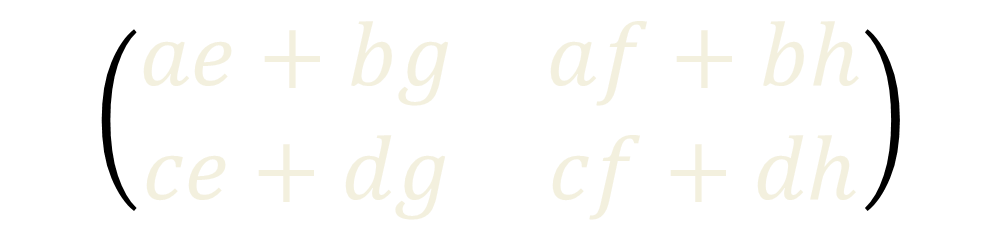 (ae + bg  af + bh)
(ce + dg  cf + dh)